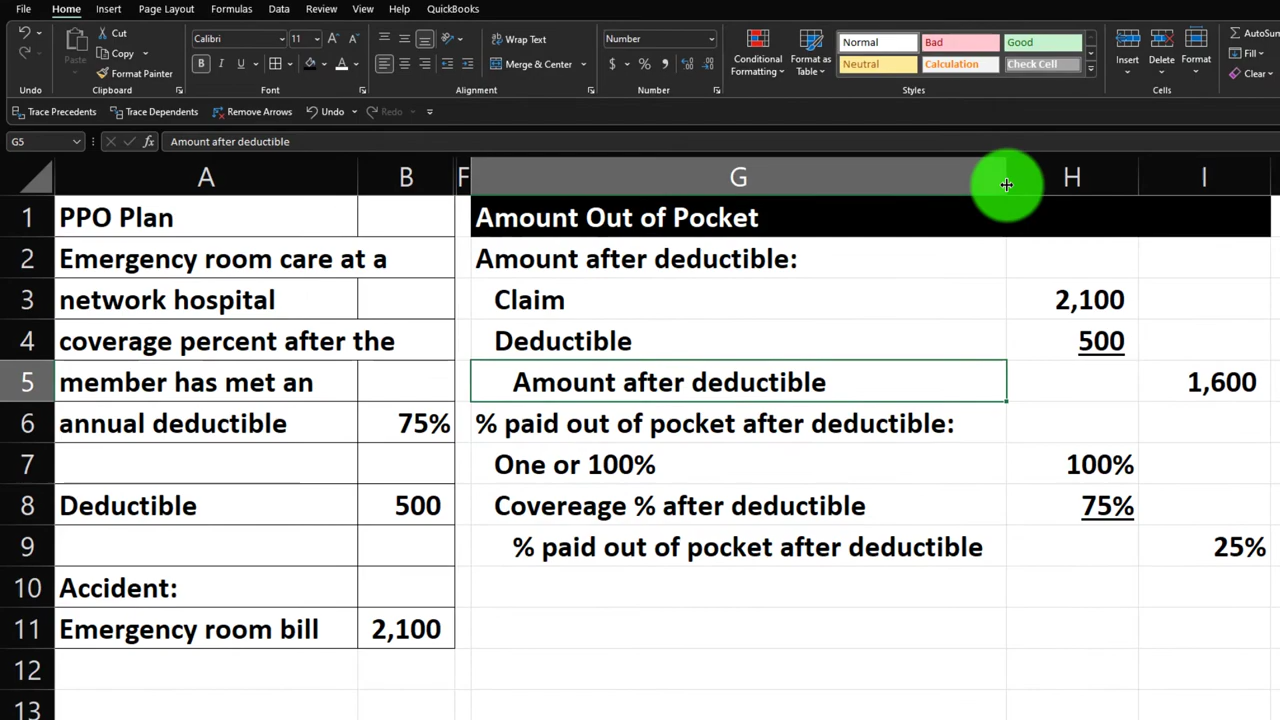 File Home Insert Page Layout Formulas Data Review View Help QuickBooks
Cut Calibri 11 Wrap Text Number Normal Bad Good AutoSum
Paste Copy Fill
Format Painter B I U A Merge & Center $ % Conditional Formatting Format as Table Neutral Calculation Check Cell Insert Delete Format Clear
Undo Clipboard Font Alignment Number Styles Cells
Trace Precedents Trace Dependents Remove Arrows Undo Redo
G5 fx Amount after deductible
A B F G H I
1 PPO Plan Amount Out of Pocket
2 Emergency room care at a Amount after deductible:
3 network hospital Claim 2,100
4 coverage percent after the Deductible 500
5 member has met an Amount after deductible 1,600
6 annual deductible 75% % paid out of pocket after deductible:
7 One or 100% 100%
8 Deductible 500 Covereage % after deductible 75%
9 % paid out of pocket after deductible 25%
10 Accident:
11 Emergency room bill 2,100
12
13